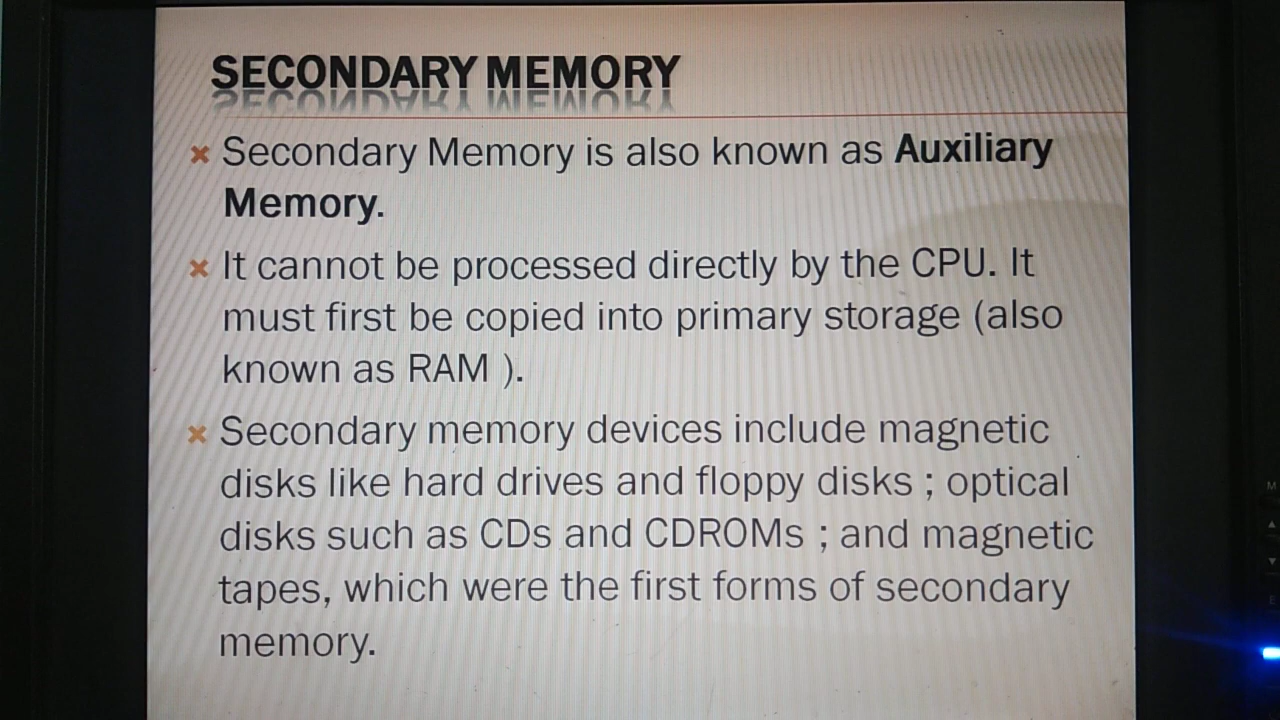 SECONDARY MEMORY
Secondary Memory is also known as Auxiliary
Memory.
It cannot be processed directly by the CPU. It
must first be copied into primary storage (also
known as RAM ).
Secondary memory devices include magnetic
disks like hard drives and floppy disks ; optical
disks such as CDs and CDROMs ; and magnetic
tapes, which were the first forms of secondary
memory.
M